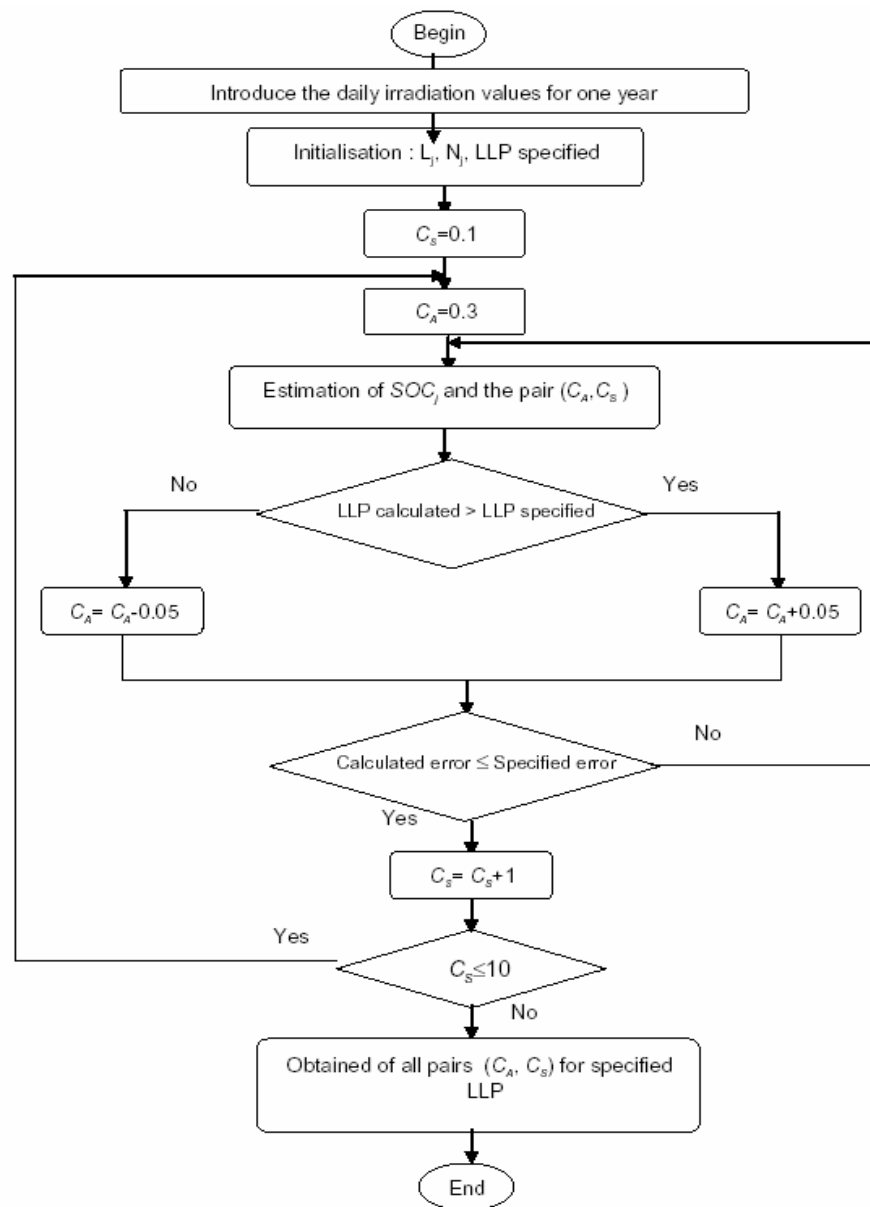 Begin
Introduce the daily irradiation values for one year
Initialisation : Lj, Nj, LLP specified
CS=0.1
CA=0.3
Estimation of SOCj and the pair (CA,CS )
No
Yes
LLP calculated > LLP specified
CA= CA-0.05
CA= CA+0.05
No
Calculated error ≤ Specified error
Yes
CS= CS+1
Yes
CS≤10
No
Obtained of all pairs (CA, CS) for specified
LLP
End